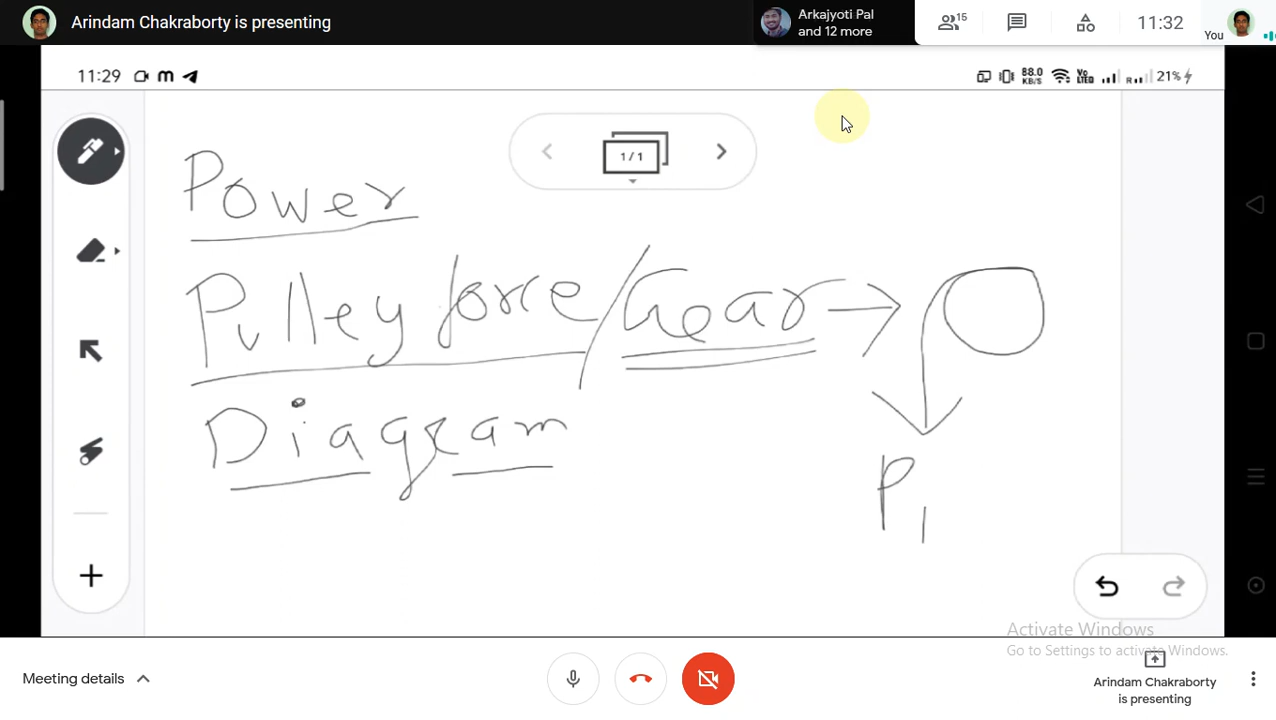 Arindam Chakraborty is presenting
Arkajyoti Pal
and 12 more
15
11:32
You
11:29
88.0
KB/S
Vo
LTED
R
21%
1 / 1
Power
Pulley force/Gear →
Diagram
P1
Activate Windows
Go to Settings to activate Windows.
Meeting details
Arindam Chakraborty
is presenting